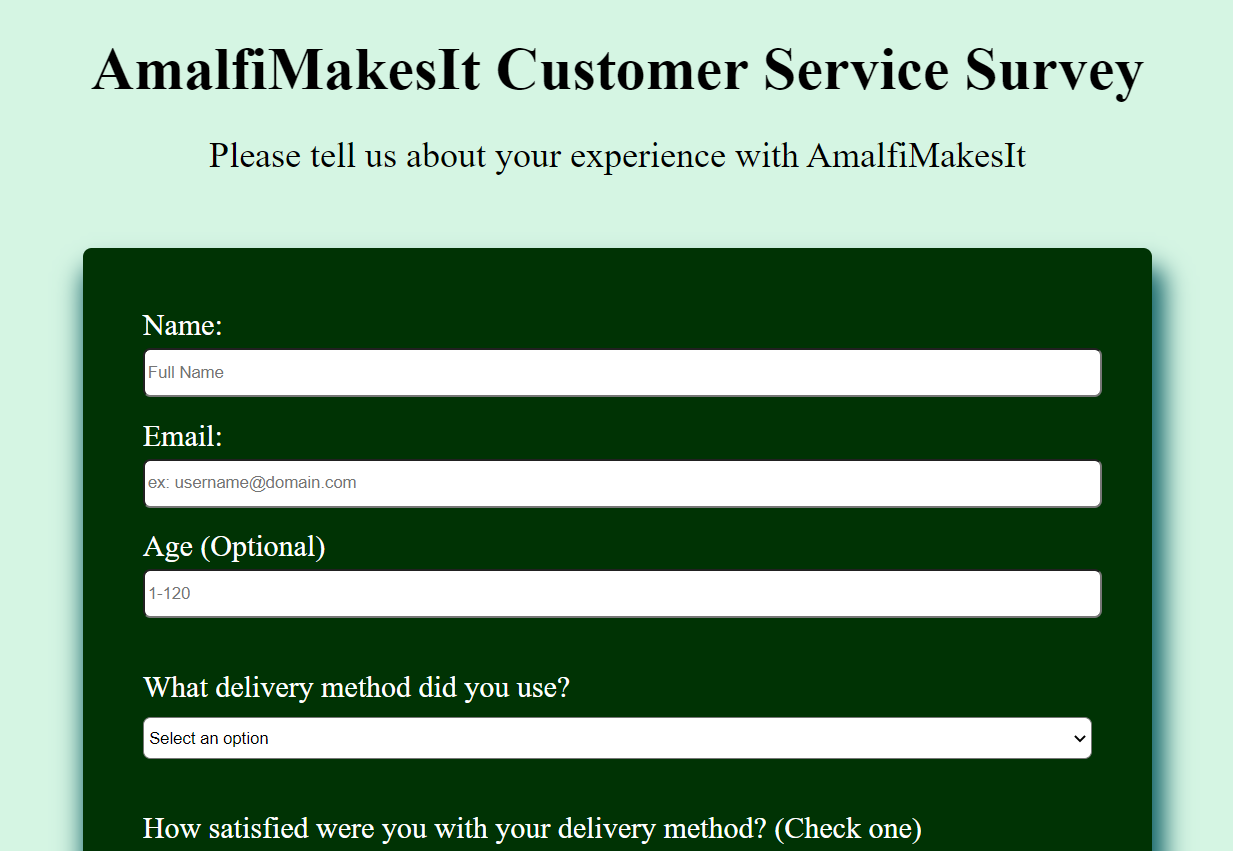 AmalfiMakesIt Customer Service Survey
Please tell us about your experience with AmalfiMakesIt
Name:
Full Name
Email:
ex: username@domain.com
Age (Optional)
1-120
What delivery method did you use?
Select an option
How satisfied were you with your delivery method? (Check one)